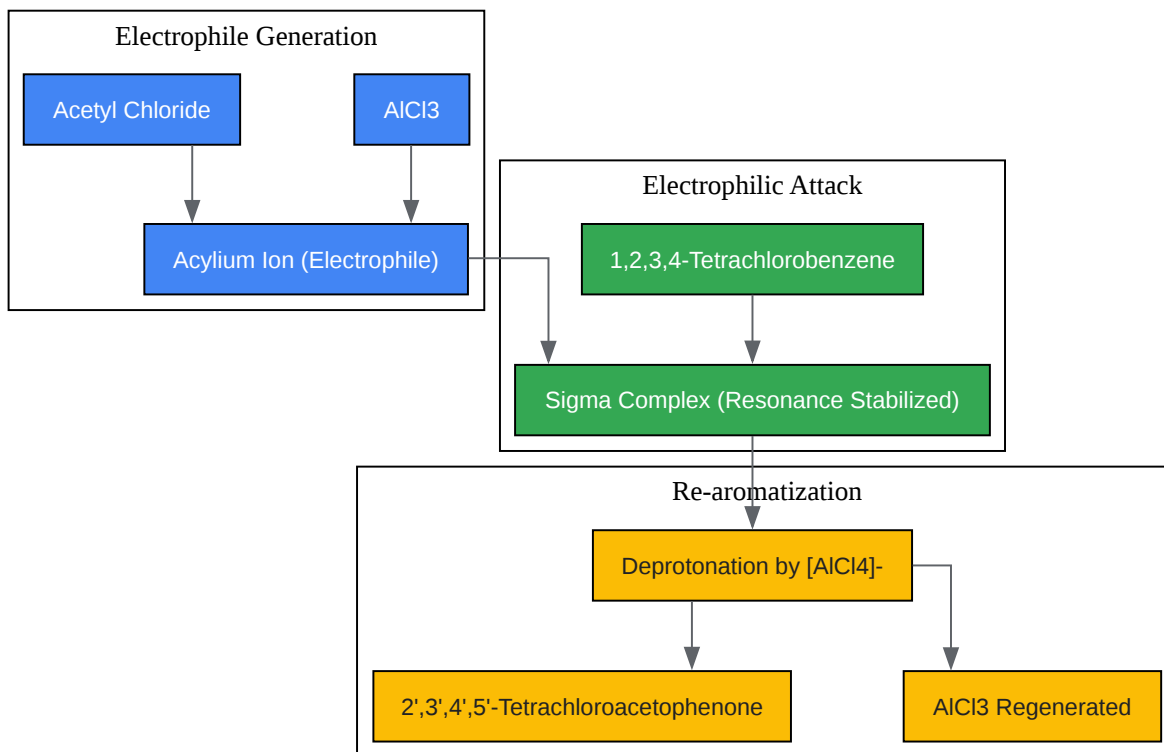 Electrophile Generation
Acetyl Chloride
AlCl3
Acylium Ion (Electrophile)
Electrophilic Attack
1,2,3,4-Tetrachlorobenzene
Sigma Complex (Resonance Stabilized)
Re-aromatization
Deprotonation by [AlCl4]-
2',3',4',5'-Tetrachloroacetophenone
AlCl3 Regenerated